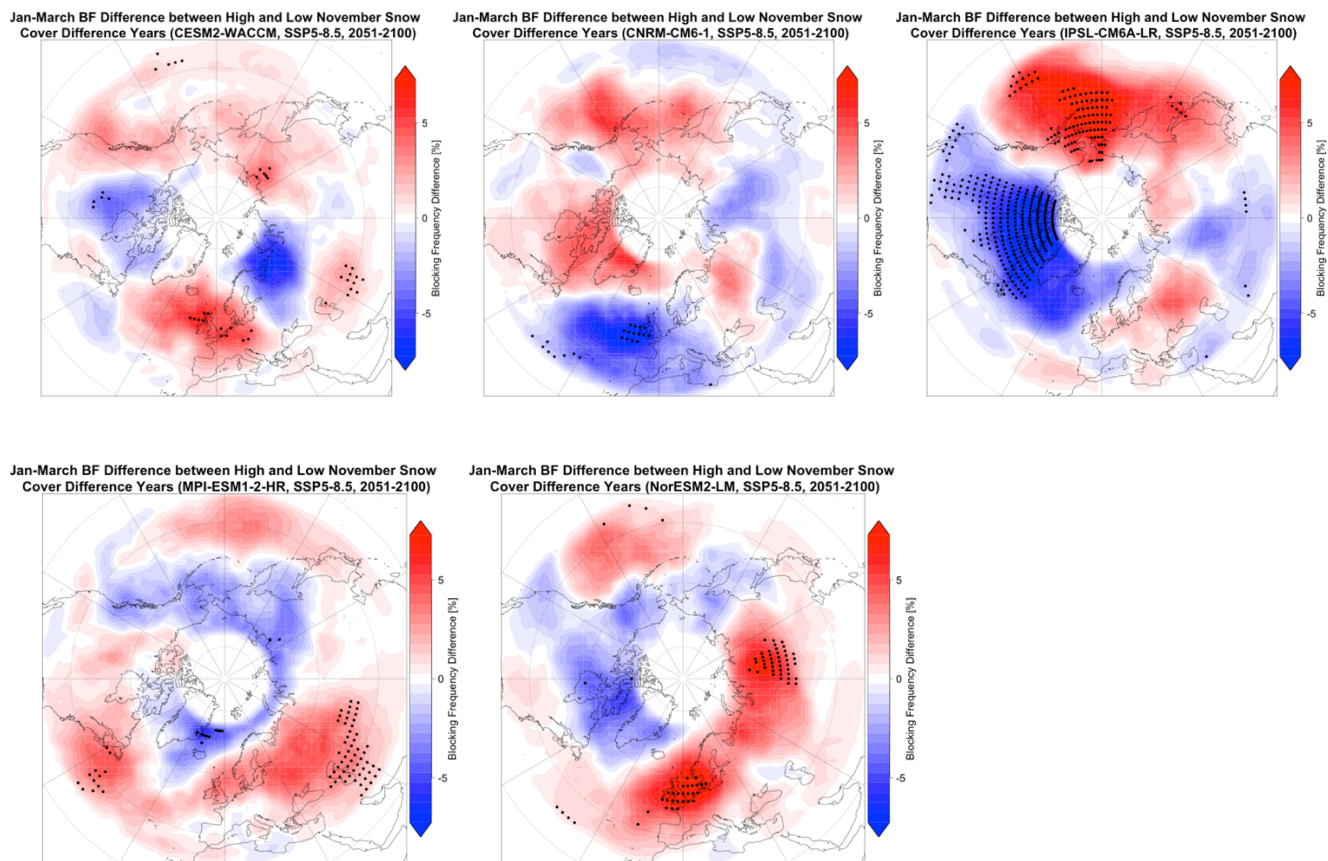 Jan-March BF Difference between High and Low November Snow
Cover Difference Years (CESM2-WACCM, SSP5-8.5, 2051-2100)
5
0
-5
Blocking Frequency Difference [%]
Jan-March BF Difference between High and Low November Snow
Cover Difference Years (CNRM-CM6-1, SSP5-8.5, 2051-2100)
5
0
-5
Blocking Frequency Difference [%]
Jan-March BF Difference between High and Low November Snow
Cover Difference Years (IPSL-CM6A-LR, SSP5-8.5, 2051-2100)
5
0
-5
Blocking Frequency Difference [%]
Jan-March BF Difference between High and Low November Snow
Cover Difference Years (MPI-ESM1-2-HR, SSP5-8.5, 2051-2100)
5
0
-5
Blocking Frequency Difference [%]
Jan-March BF Difference between High and Low November Snow
Cover Difference Years (NorESM2-LM, SSP5-8.5, 2051-2100)
5
0
-5
Blocking Frequency Difference [%]